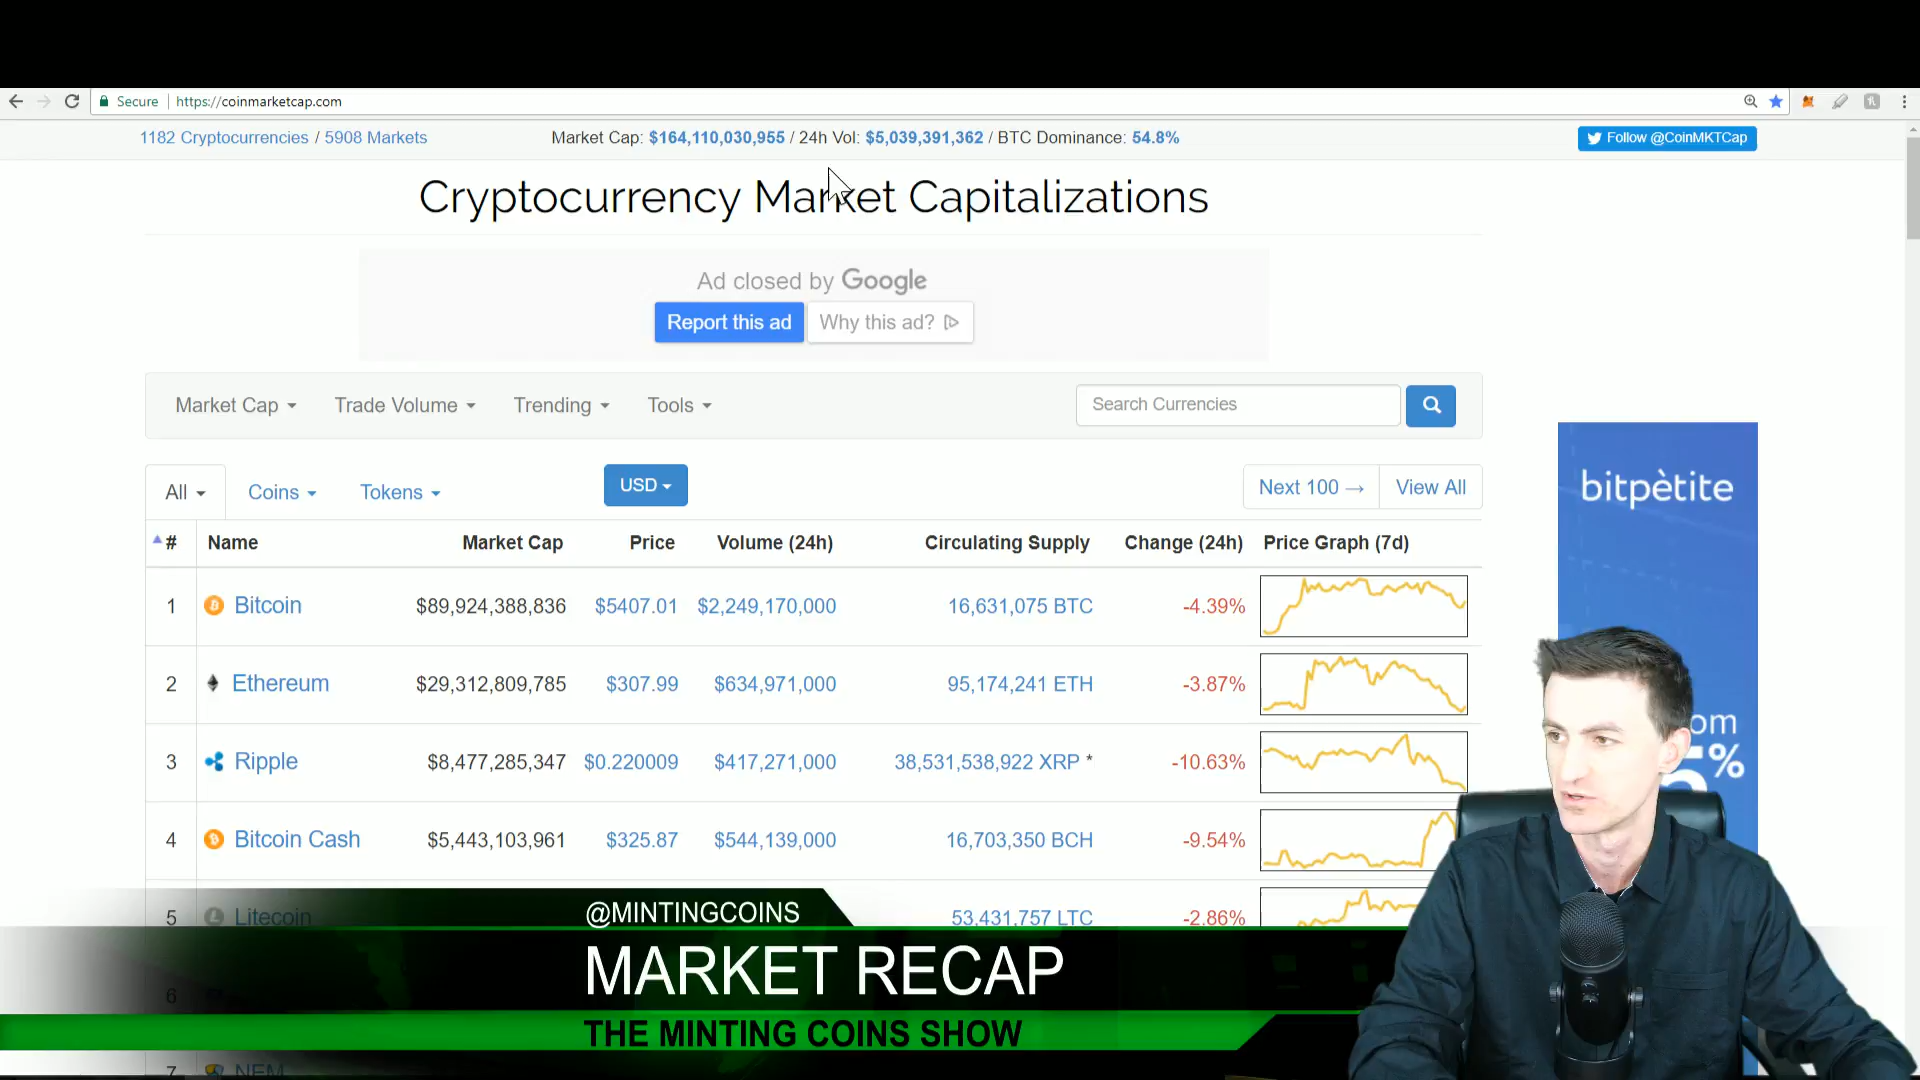 Secure https://coinmarketcap.com
1182 Cryptocurrencies / 5908 Markets
Market Cap: $164,110,030,955 / 24h Vol: $5,039,391,362 / BTC Dominance: 54.8%
Follow @CoinMKTCap
Cryptocurrency Market Capitalizations
Ad closed by Google
Report this ad Why this ad?
Market Cap Trade Volume Trending Tools Search Currencies
All Coins Tokens USD Next 100 → View All
bitpètite
# Name Market Cap Price Volume (24h) Circulating Supply Change (24h) Price Graph (7d)
1 Bitcoin $89,924,388,836 $5407.01 $2,249,170,000 16,631,075 BTC -4.39%
2 Ethereum $29,312,809,785 $307.99 $634,971,000 95,174,241 ETH -3.87%
om
3 Ripple $8,477,285,347 $0.220009 $417,271,000 38,531,538,922 XRP * -10.63%
5%
4 Bitcoin Cash $5,443,103,961 $325.87 $544,139,000 16,703,350 BCH -9.54%
5 Litecoin 53,431,757 LTC -2.86%
@MINTINGCOINS
MARKET RECAP
6
THE MINTING COINS SHOW
7 NEM